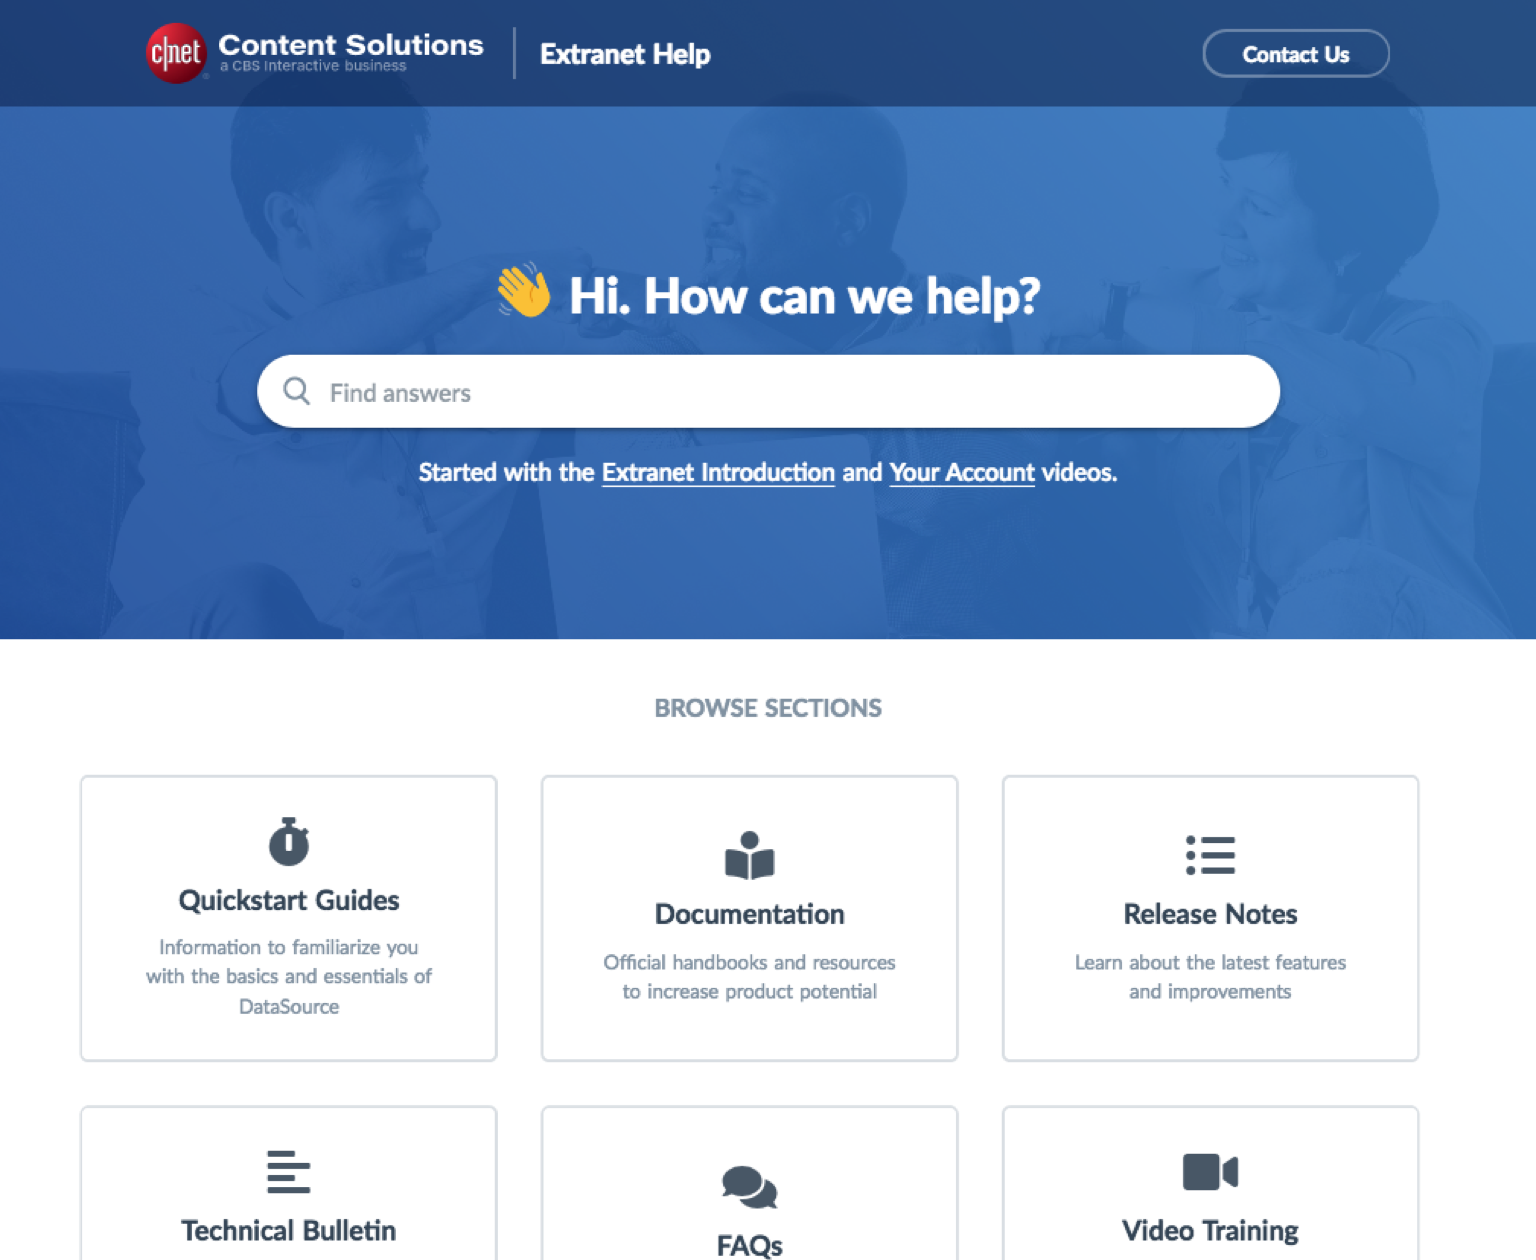 c|net Content Solutions
a CBS Interactive business
Extranet Help
Contact Us
Hi. How can we help?
Find answers
Started with the Extranet Introduction and Your Account videos.
BROWSE SECTIONS
Quickstart Guides
Information to familiarize you
with the basics and essentials of
DataSource
Documentation
Official handbooks and resources
to increase product potential
Release Notes
Learn about the latest features
and improvements
Technical Bulletin
FAQs
Video Training